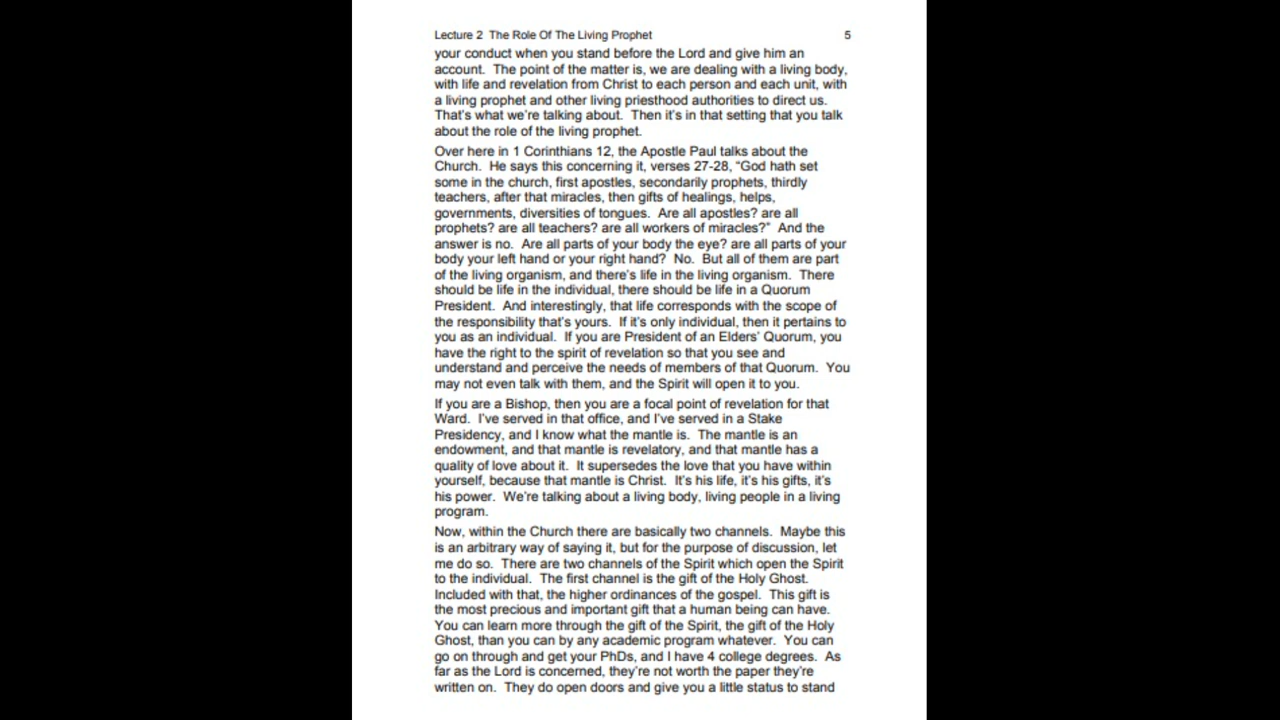 Lecture 2  The Role Of The Living Prophet 5
your conduct when you stand before the Lord and give him an
account.  The point of the matter is, we are dealing with a living body,
with life and revelation from Christ to each person and each unit, with
a living prophet and other living priesthood authorities to direct us.
That's what we're talking about.  Then it's in that setting that you talk
about the role of the living prophet.
Over here in 1 Corinthians 12, the Apostle Paul talks about the
Church.  He says this concerning it, verses 27-28, “God hath set
some in the church, first apostles, secondarily prophets, thirdly
teachers, after that miracles, then gifts of healings, helps,
governments, diversities of tongues.  Are all apostles? are all
prophets? are all teachers? are all workers of miracles?”  And the
answer is no.  Are all parts of your body the eye? are all parts of your
body your left hand or your right hand?  No.  But all of them are part
of the living organism, and there's life in the living organism.  There
should be life in the individual, there should be life in a Quorum
President.  And interestingly, that life corresponds with the scope of
the responsibility that's yours.  If it's only individual, then it pertains to
you as an individual.  If you are President of an Elders' Quorum, you
have the right to the spirit of revelation so that you see and
understand and perceive the needs of members of that Quorum.  You
may not even talk with them, and the Spirit will open it to you.
If you are a Bishop, then you are a focal point of revelation for that
Ward.  I've served in that office, and I've served in a Stake
Presidency, and I know what the mantle is.  The mantle is an
endowment, and that mantle is revelatory, and that mantle has a
quality of love about it.  It supersedes the love that you have within
yourself, because that mantle is Christ.  It's his life, it's his gifts, it's
his power.  We're talking about a living body, living people in a living
program.
Now, within the Church there are basically two channels.  Maybe this
is an arbitrary way of saying it, but for the purpose of discussion, let
me do so.  There are two channels of the Spirit which open the Spirit
to the individual.  The first channel is the gift of the Holy Ghost.
Included with that, the higher ordinances of the gospel.  This gift is
the most precious and important gift that a human being can have.
You can learn more through the gift of the Spirit, the gift of the Holy
Ghost, than you can by any academic program whatever.  You can
go on through and get your PhDs, and I have 4 college degrees.  As
far as the Lord is concerned, they're not worth the paper they're
written on.  They do open doors and give you a little status to stand